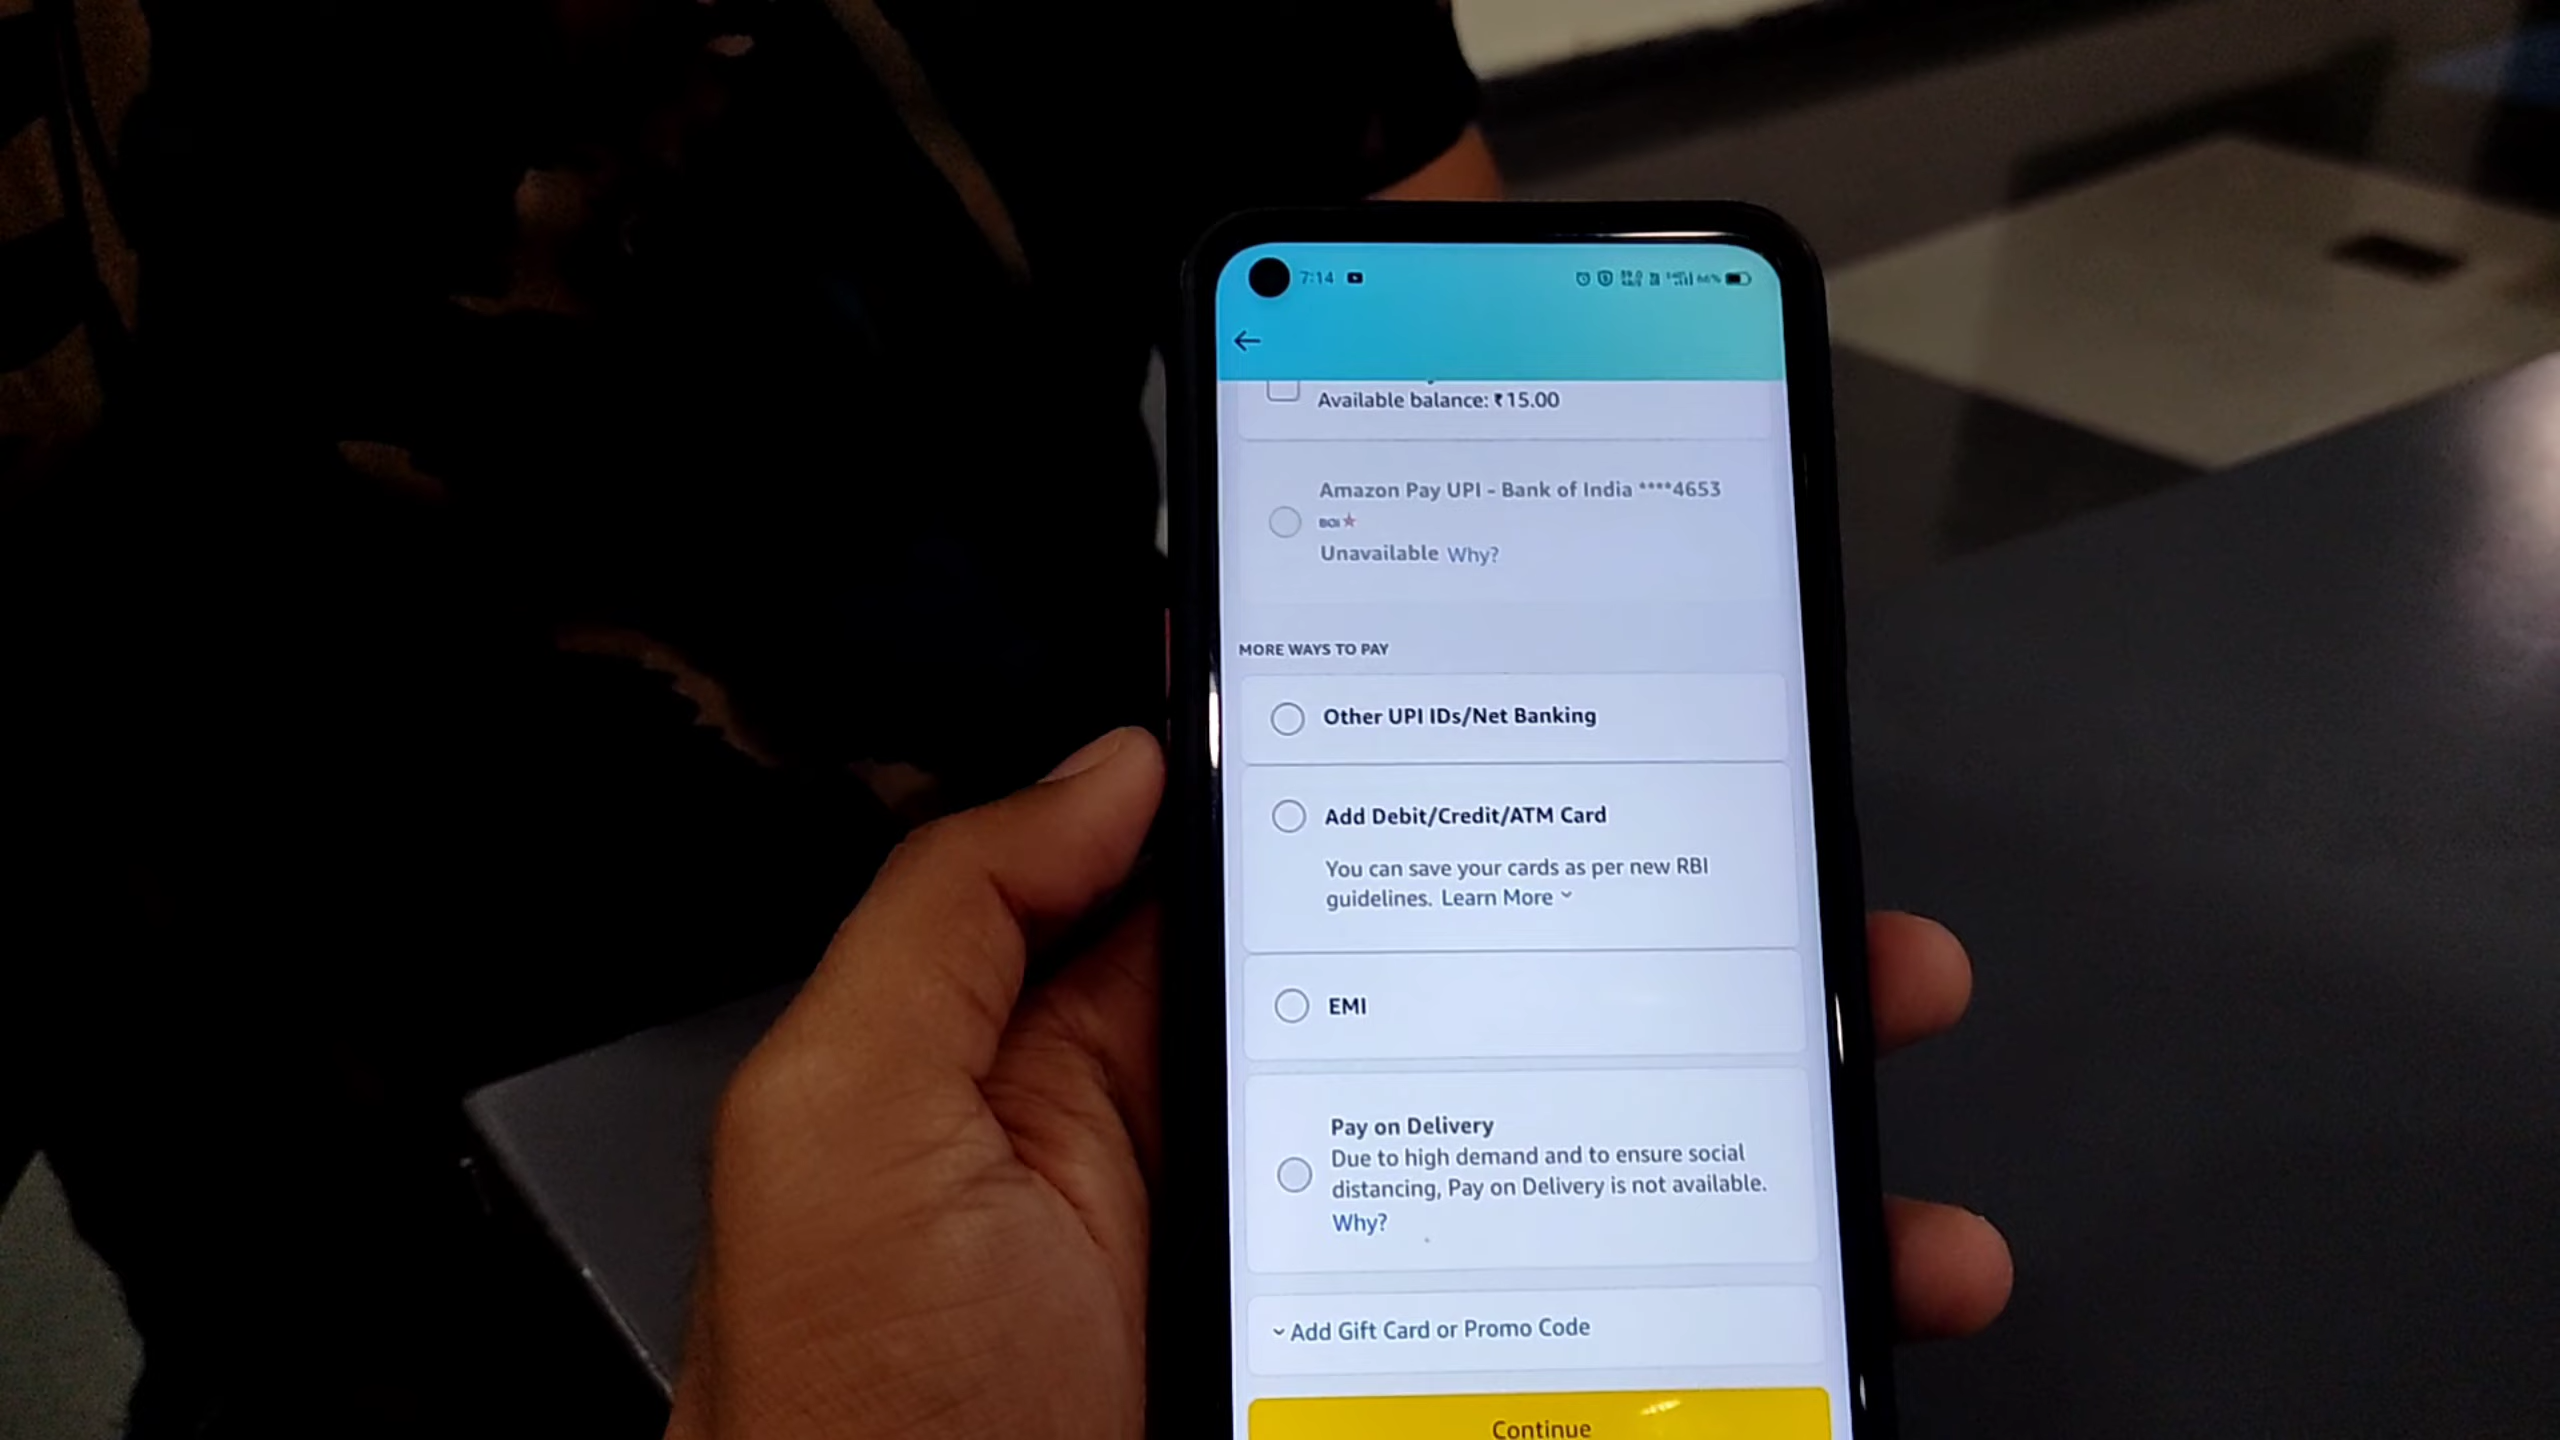 7:14
66%
Available balance: ₹15.00
Amazon Pay UPI - Bank of India ****4653
BOI
Unavailable Why?
MORE WAYS TO PAY
Other UPI IDs/Net Banking
Add Debit/Credit/ATM Card
You can save your cards as per new RBI
guidelines. Learn More
EMI
Pay on Delivery
Due to high demand and to ensure social
distancing, Pay on Delivery is not available.
Why?
Add Gift Card or Promo Code
Continue